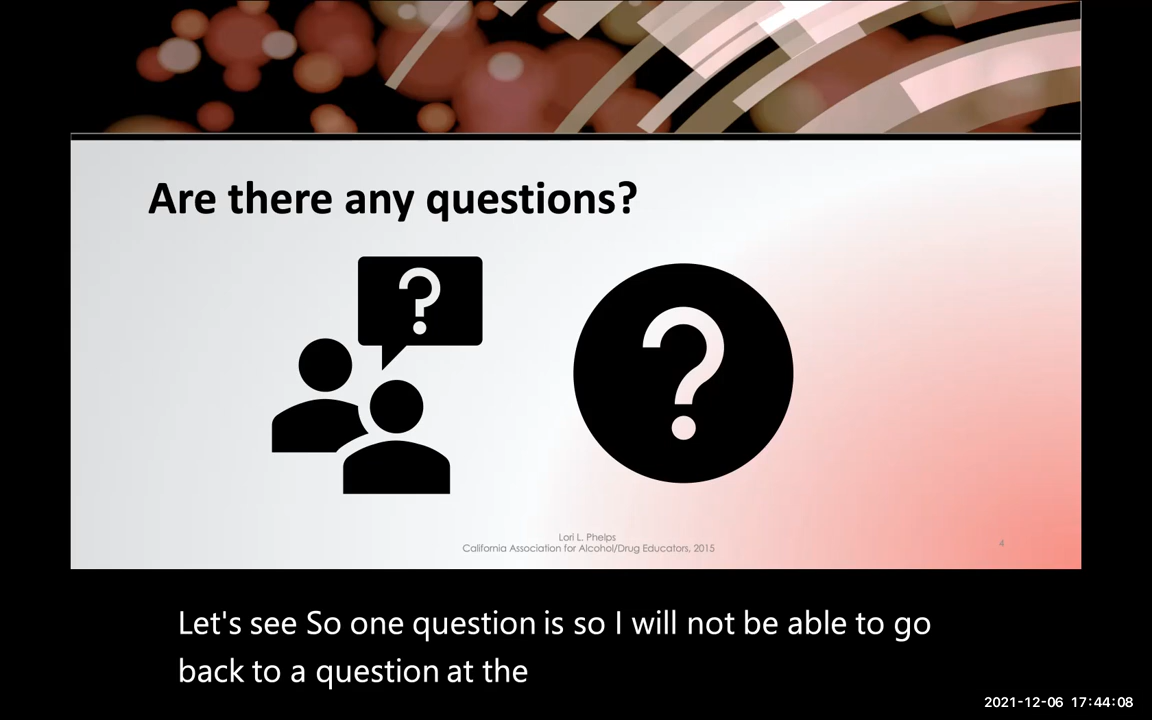 Are there any questions?
?
?
Lori L. Phelps
California Association for Alcohol/Drug Educators, 2015
4
Let's see So one question is so I will not be able to go
back to a question at the
2021-12-06 17:44:08